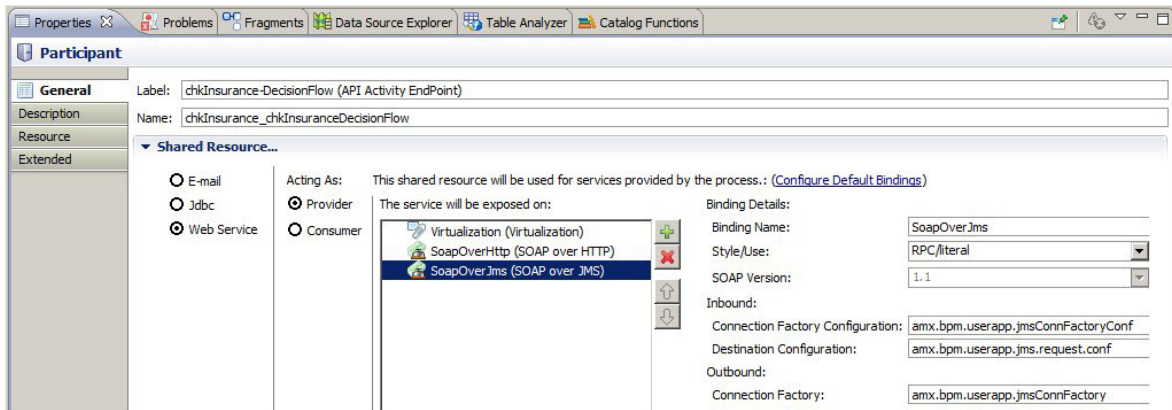 Properties Problems Fragments Data Source Explorer Table Analyzer Catalog Functions
Participant
General
Description
Resource
Extended
Label: chkInsurance-DecisionFlow (API Activity EndPoint)
Name: chkInsurance_chkInsuranceDecisionFlow
Shared Resource...
E-mail
Jdbc
Web Service
Acting As:
Provider
Consumer
This shared resource will be used for services provided by the process.: (Configure Default Bindings)
The service will be exposed on:
Virtualization (Virtualization)
SoapOverHttp (SOAP over HTTP)
SoapOverJms (SOAP over JMS)
Binding Details:
Binding Name: SoapOverJms
Style/Use: RPC/literal
SOAP Version: 1.1
Inbound:
Connection Factory Configuration: amx.bpm.userapp.jmsConnFactoryConf
Destination Configuration: amx.bpm.userapp.jms.request.conf
Outbound:
Connection Factory: amx.bpm.userapp.jmsConnFactory